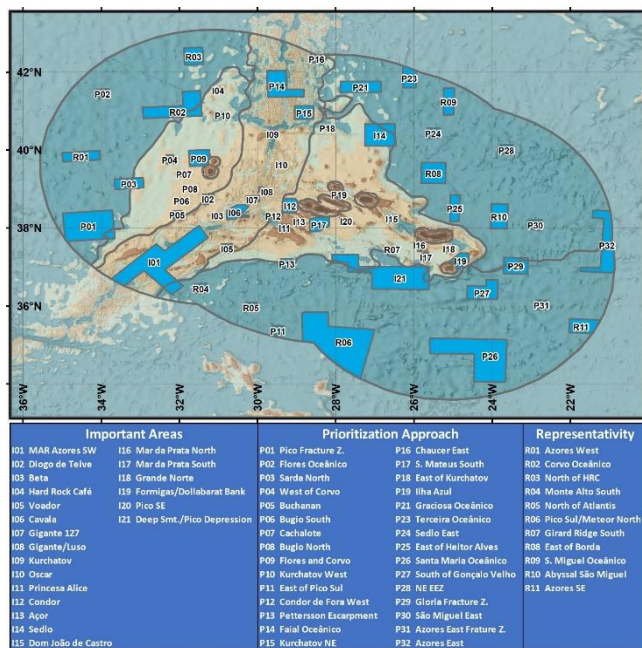 P16
R03
42°N
P23
P14
P21
P02
I04
R09
R02
P10
P15
P18
I09
I14
P24
40°N
R01
P04
P09
I10
P28
P07
R08
P03
P08
I08
P19
P06
I02
I07
I12
P25
P05
I03
I06
P12
I13
P17
I20
I15
R10
38°N
P01
I11
P30
I05
R07
I16
I18
P32
I01
I17
P13
I19
P29
I21
R04
P27
36°N
R05
P31
P11
R06
R11
P26
36°W
34°W
32°W
30°W
28°W
26°W
24°W
22°W
Important Areas
I01 MAR Azores SW
I02 Diogo de Teive
I03 Beta
I04 Hard Rock Café
I05 Voador
I06 Cavala
I07 Gigante 127
I08 Gigante/Luso
I09 Kurchatov
I10 Oscar
I11 Princesa Alice
I12 Condor
I13 Açor
I14 Sedlo
I15 Dom João de Castro
I16 Mar da Prata North
I17 Mar da Prata South
I18 Grande Norte
I19 Formigas/Dollabarat Bank
I20 Pico SE
I21 Deep Smt./Pico Depression
Prioritization Approach
P01 Pico Fracture Z.
P02 Flores Oceânico
P03 Sarda North
P04 West of Corvo
P05 Buchanan
P06 Bugio South
P07 Cachalote
P08 Bugio North
P09 Flores and Corvo
P10 Kurchatov West
P11 East of Pico Sul
P12 Condor de Fora West
P13 Pettersson Escarpment
P14 Faial Oceânico
P15 Kurchatov NE
P16 Chaucer East
P17 S. Mateus South
P18 East of Kurchatov
P19 Ilha Azul
P21 Graciosa Oceânico
P23 Terceira Oceânico
P24 Sedlo East
P25 East of Heitor Alves
P26 Santa Maria Oceânico
P27 South of Gonçalo Velho
P28 NE EEZ
P29 Gloria Fracture Z.
P30 São Miguel East
P31 Azores East Frature Z.
P32 Azores East
Representativity
R01 Azores West
R02 Corvo Oceânico
R03 North of HRC
R04 Monte Alto South
R05 North of Atlantis
R06 Pico Sul/Meteor North
R07 Girard Ridge South
R08 East of Borda
R09 S. Miguel Oceânico
R10 Abyssal São Miguel
R11 Azores SE